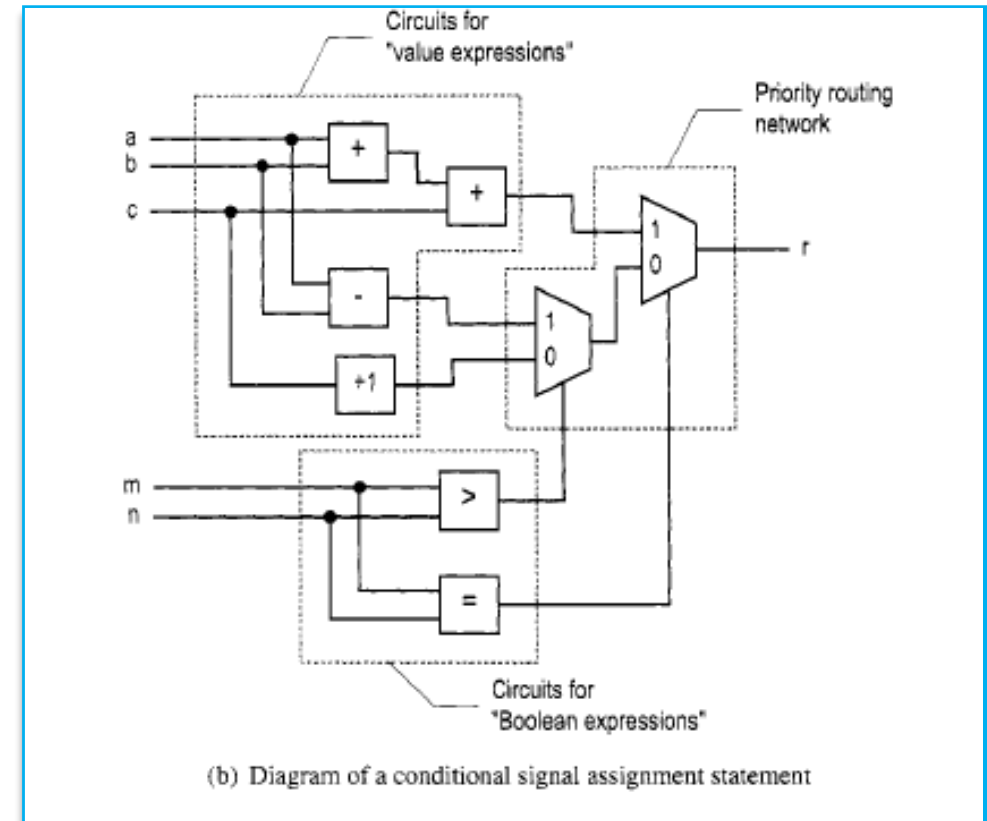 Circuits for
"value expressions"
Priority routing
network
a
b
c
+
+
1
0
r
-
1
0
+1
m
n
>
=
Circuits for
"Boolean expressions"
(b) Diagram of a conditional signal assignment statement